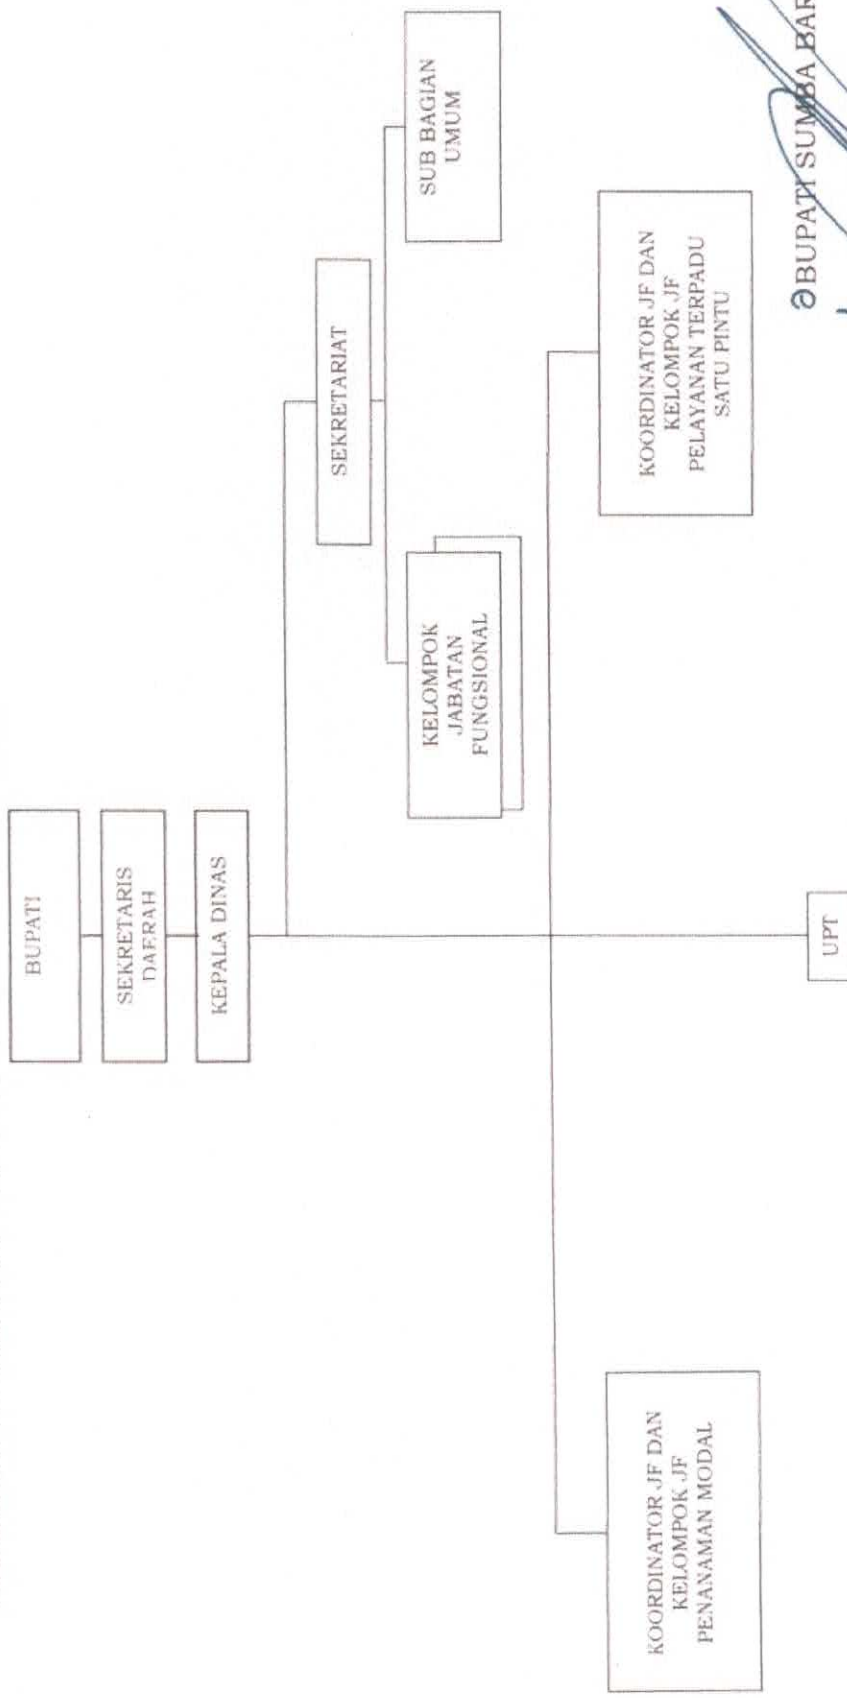 BUPATI
SEKRETARIS
DAERAH
KEPALA DINAS
SEKRETARIAT
KELOMPOK
JABATAN
FUNGSIONAL
SUB BAGIAN
UMUM
KOORDINATOR JF DAN
KELOMPOK JF
PENANAMAN MODAL
KOORDINATOR JF DAN
KELOMPOK JF
PELAYANAN TERPADU
SATU PINTU
UPT
BUPATI SUMBA BAR